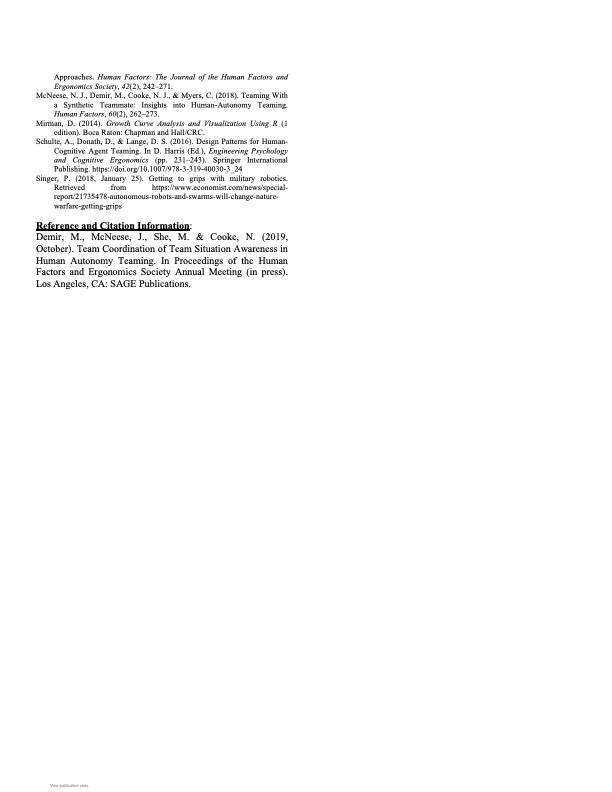 Approaches. Human Factors: The Journal of the Human Factors and
Ergonomics Society, 42(2), 242–271.
McNeese, N. J., Demir, M., Cooke, N. J., & Myers, C. (2018). Teaming With
a Synthetic Teammate: Insights into Human-Autonomy Teaming.
Human Factors, 60(2), 262–273.
Mirman, D. (2014). Growth Curve Analysis and Visualization Using R (1
edition). Boca Raton: Chapman and Hall/CRC.
Schulte, A., Donath, D., & Lange, D. S. (2016). Design Patterns for Human-
Cognitive Agent Teaming. In D. Harris (Ed.), Engineering Psychology
and Cognitive Ergonomics (pp. 231–243). Springer International
Publishing. https://doi.org/10.1007/978-3-319-40030-3_24
Singer, P. (2018, January 25). Getting to grips with military robotics.
Retrieved from https://www.economist.com/news/special-
report/21735478-autonomous-robots-and-swarms-will-change-nature-
warfare-getting-grips
Reference and Citation Information:
Demir, M., McNeese, J., She, M. & Cooke, N. (2019,
October). Team Coordination of Team Situation Awareness in
Human Autonomy Teaming. In Proceedings of the Human
Factors and Ergonomics Society Annual Meeting (in press).
Los Angeles, CA: SAGE Publications.
View publication stats